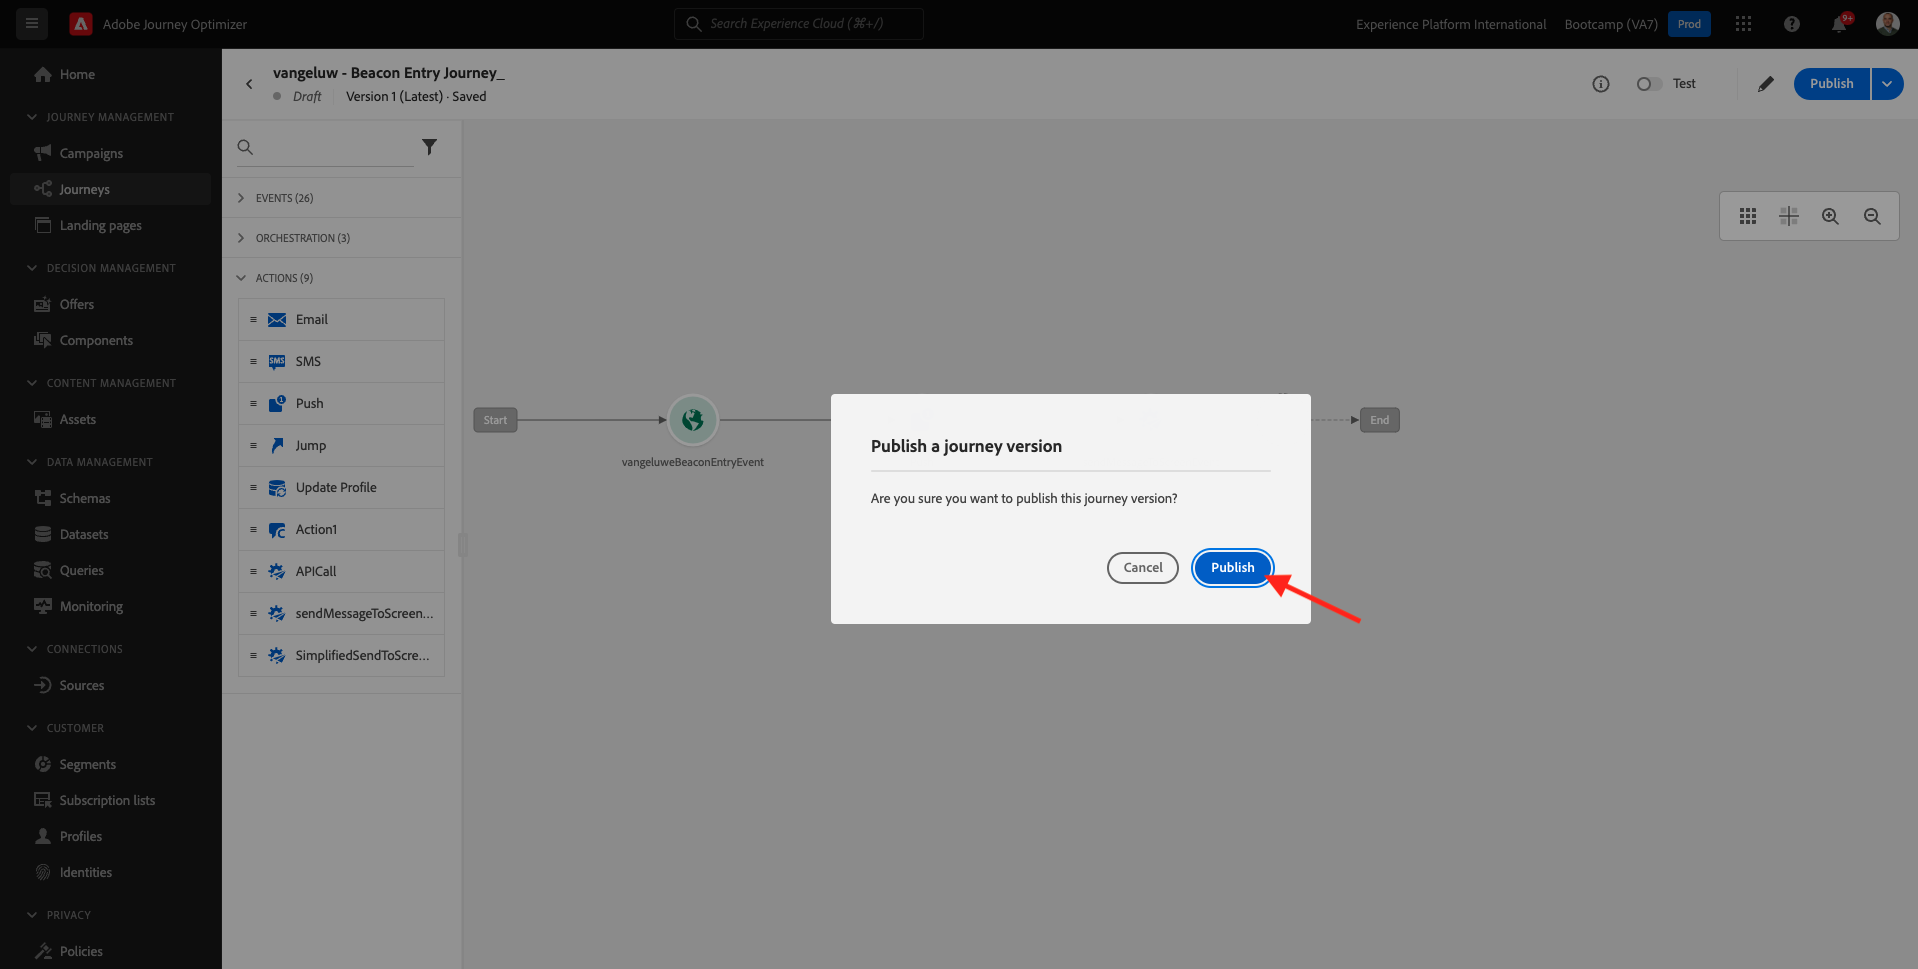 Adobe Journey Optimizer
Search Experience Cloud (⌘+/)
Experience Platform International
Bootcamp (VA7)
Prod
9+
Home
JOURNEY MANAGEMENT
Campaigns
Journeys
Landing pages
DECISION MANAGEMENT
Offers
Components
CONTENT MANAGEMENT
Assets
DATA MANAGEMENT
Schemas
Datasets
Queries
Monitoring
CONNECTIONS
Sources
CUSTOMER
Segments
Subscription lists
Profiles
Identities
PRIVACY
Policies
vangeluw - Beacon Entry Journey_
Draft
Version 1 (Latest) · Saved
Test
Publish
EVENTS (26)
ORCHESTRATION (3)
ACTIONS (9)
Email
SMS
SMS
Push
Jump
Update Profile
Action1
APICall
sendMessageToScreen...
SimplifiedSendToScre...
Start
vangeluweBeaconEntryEvent
End
Publish a journey version
Are you sure you want to publish this journey version?
Cancel
Publish